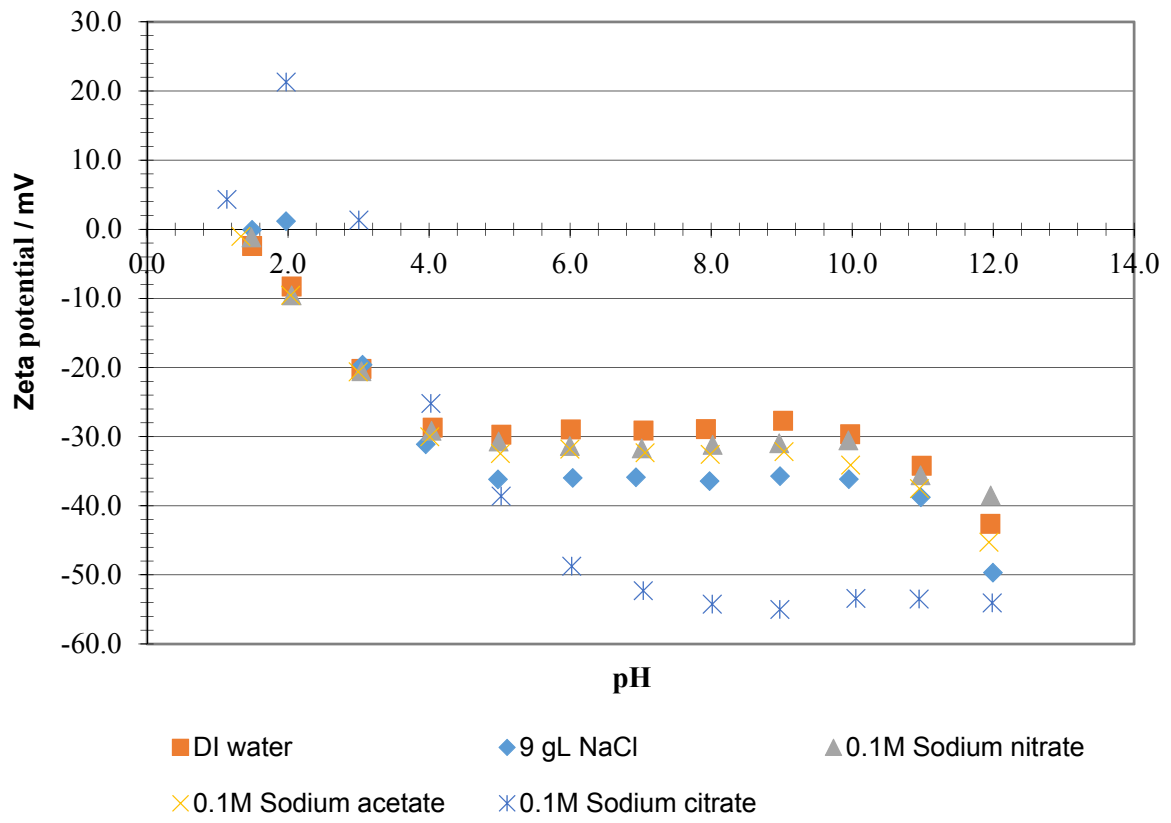 30.0
20.0
10.0
0.0
0.0 2.0 4.0 6.0 8.0 10.0 12.0 14.0
-10.0
-20.0
-30.0
-40.0
-50.0
-60.0
Zeta potential / mV
pH
DI water 9 gL NaCl 0.1M Sodium nitrate
0.1M Sodium acetate 0.1M Sodium citrate